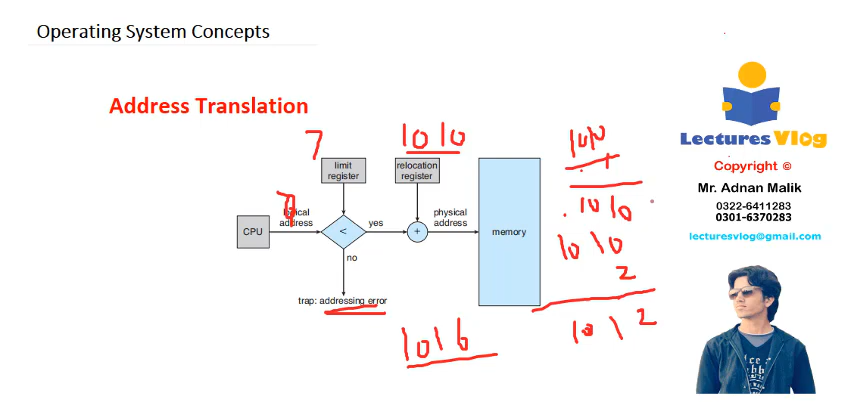 Operating System Concepts
Address Translation
7
1010
limit
register
relocation
register
logical
address
yes
physical
address
CPU
<
+
memory
no
trap: addressing error
1016
1010
1010
2
1012
Lectures Vlog
Copyright ©
Mr. Adnan Malik
0322-6411283
0301-6370283
lecturesvlog@gmail.com